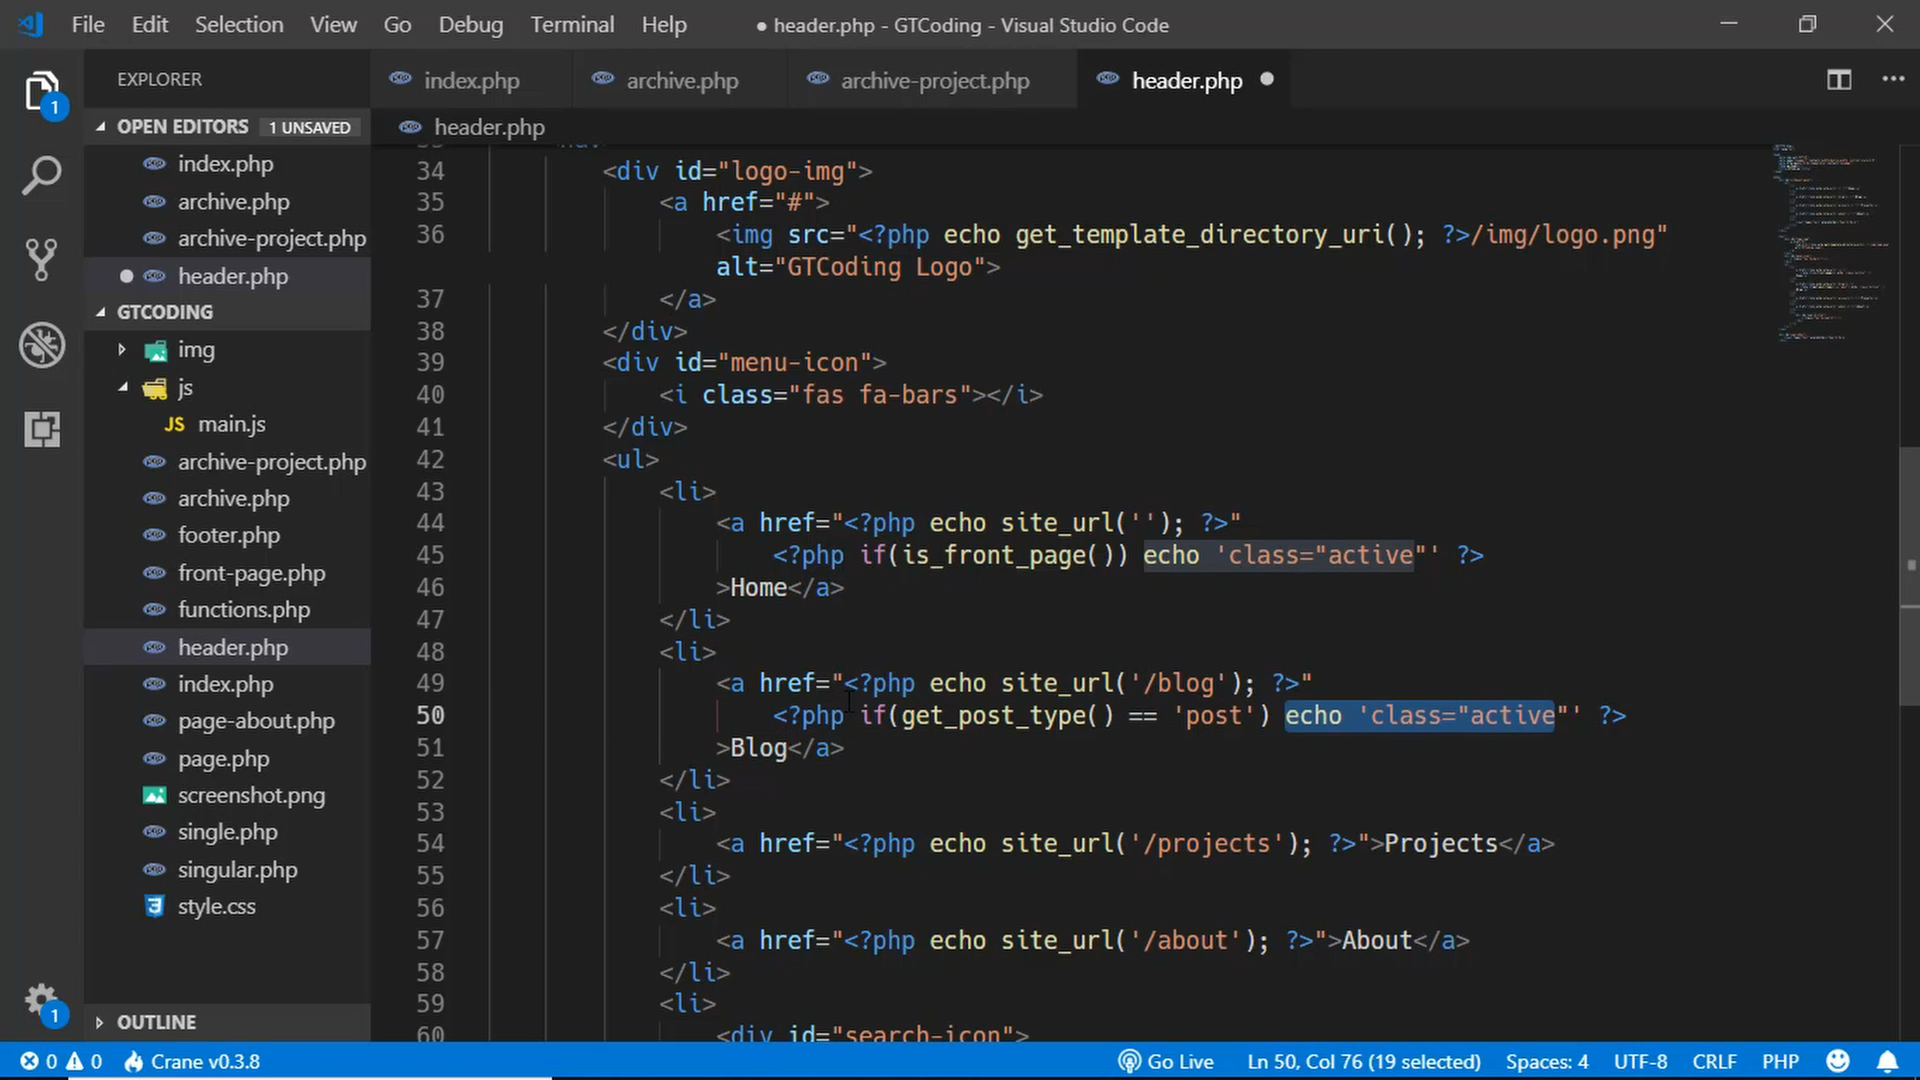 File Edit Selection View Go Debug Terminal Help
● header.php - GTCoding - Visual Studio Code
EXPLORER
OPEN EDITORS 1 UNSAVED
index.php
archive.php
archive-project.php
header.php
GTCODING
img
js
JS main.js
archive-project.php
archive.php
footer.php
front-page.php
functions.php
header.php
index.php
page-about.php
page.php
screenshot.png
single.php
singular.php
style.css
OUTLINE
1
1
index.php archive.php archive-project.php header.php
header.php
34 <div id="logo-img">
35 <a href="#">
36 <img src="<?php echo get_template_directory_uri(); ?>/img/logo.png"
alt="GTCoding Logo">
37 </a>
38 </div>
39 <div id="menu-icon">
40 <i class="fas fa-bars"></i>
41 </div>
42 <ul>
43 <li>
44 <a href="<?php echo site_url(''); ?>"
45 <?php if(is_front_page()) echo 'class="active"' ?>
46 >Home</a>
47 </li>
48 <li>
49 <a href="<?php echo site_url('/blog'); ?>"
50 <?php if(get_post_type() == 'post') echo 'class="active"' ?>
51 >Blog</a>
52 </li>
53 <li>
54 <a href="<?php echo site_url('/projects'); ?>">Projects</a>
55 </li>
56 <li>
57 <a href="<?php echo site_url('/about'); ?>">About</a>
58 </li>
59 <li>
60 <div id="search-icon">
0 0 Crane v0.3.8 Go Live Ln 50, Col 76 (19 selected) Spaces: 4 UTF-8 CRLF PHP